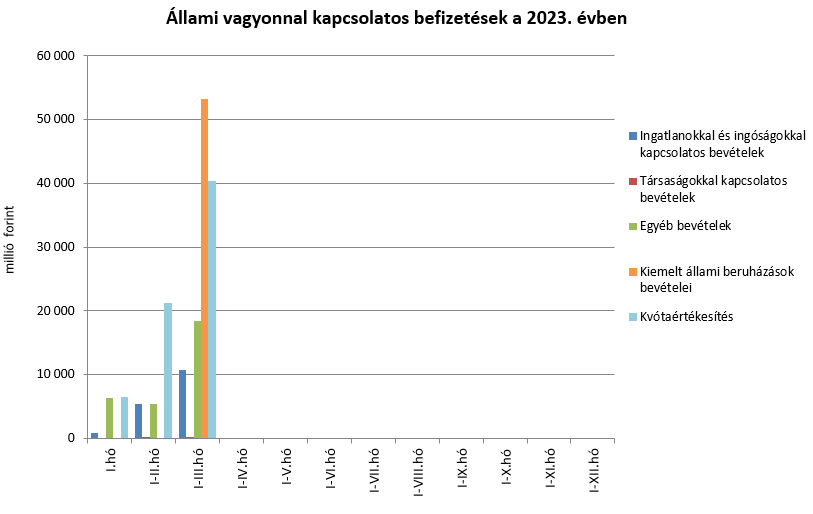 Állami vagyonnal kapcsolatos befizetések a 2023. évben
60 000
50 000
40 000
30 000
20 000
10 000
0
millió forint
I.hó
I-II.hó
I-III.hó
I-IV.hó
I-V.hó
I-VI.hó
I-VII.hó
I-VIII.hó
I-IX.hó
I-X.hó
I-XI.hó
I-XII.hó
Ingatlanokkal és ingóságokkal
kapcsolatos bevételek
Társaságokkal kapcsolatos
bevételek
Egyéb bevételek
Kiemelt állami beruházások
bevételei
Kvótaértékesítés